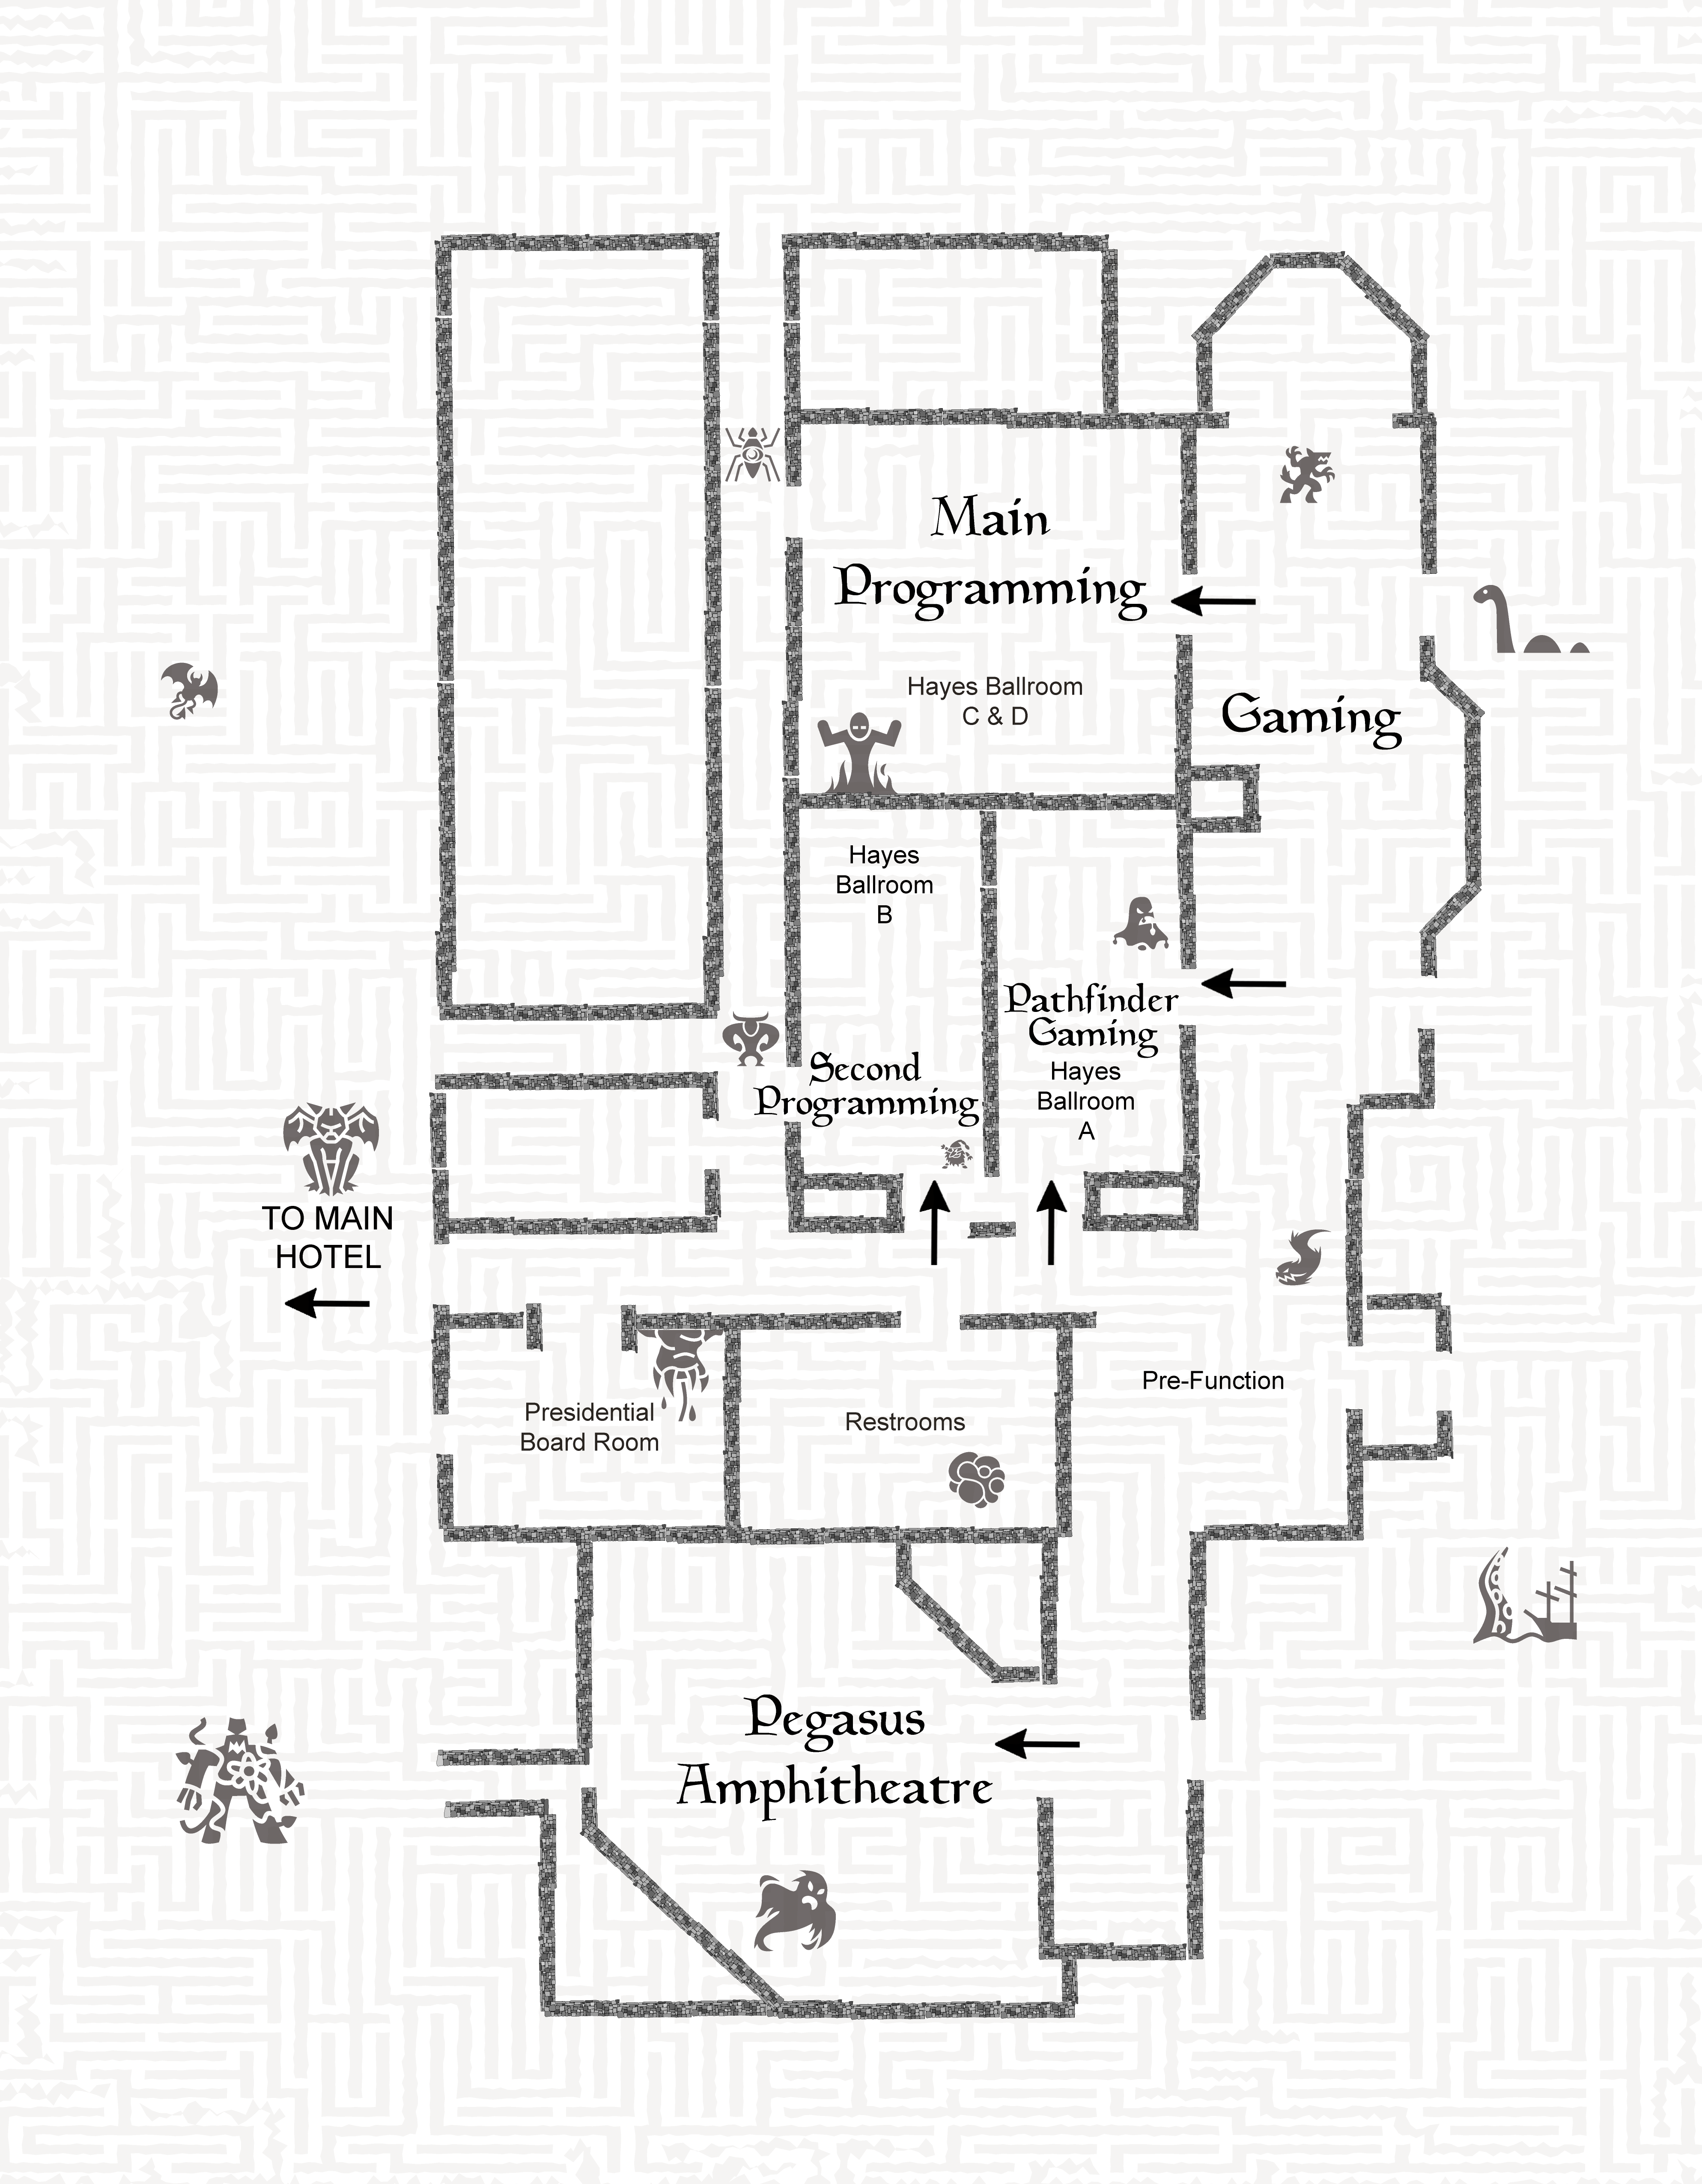 Main
Programming
Hayes Ballroom
C & D
Gaming
Hayes
Ballroom
B
Pathfinder
Gaming
Hayes
Ballroom
A
Second
Programming
TO MAIN
HOTEL
Presidential
Board Room
Restrooms
Pre-Function
Pegasus
Amphitheatre